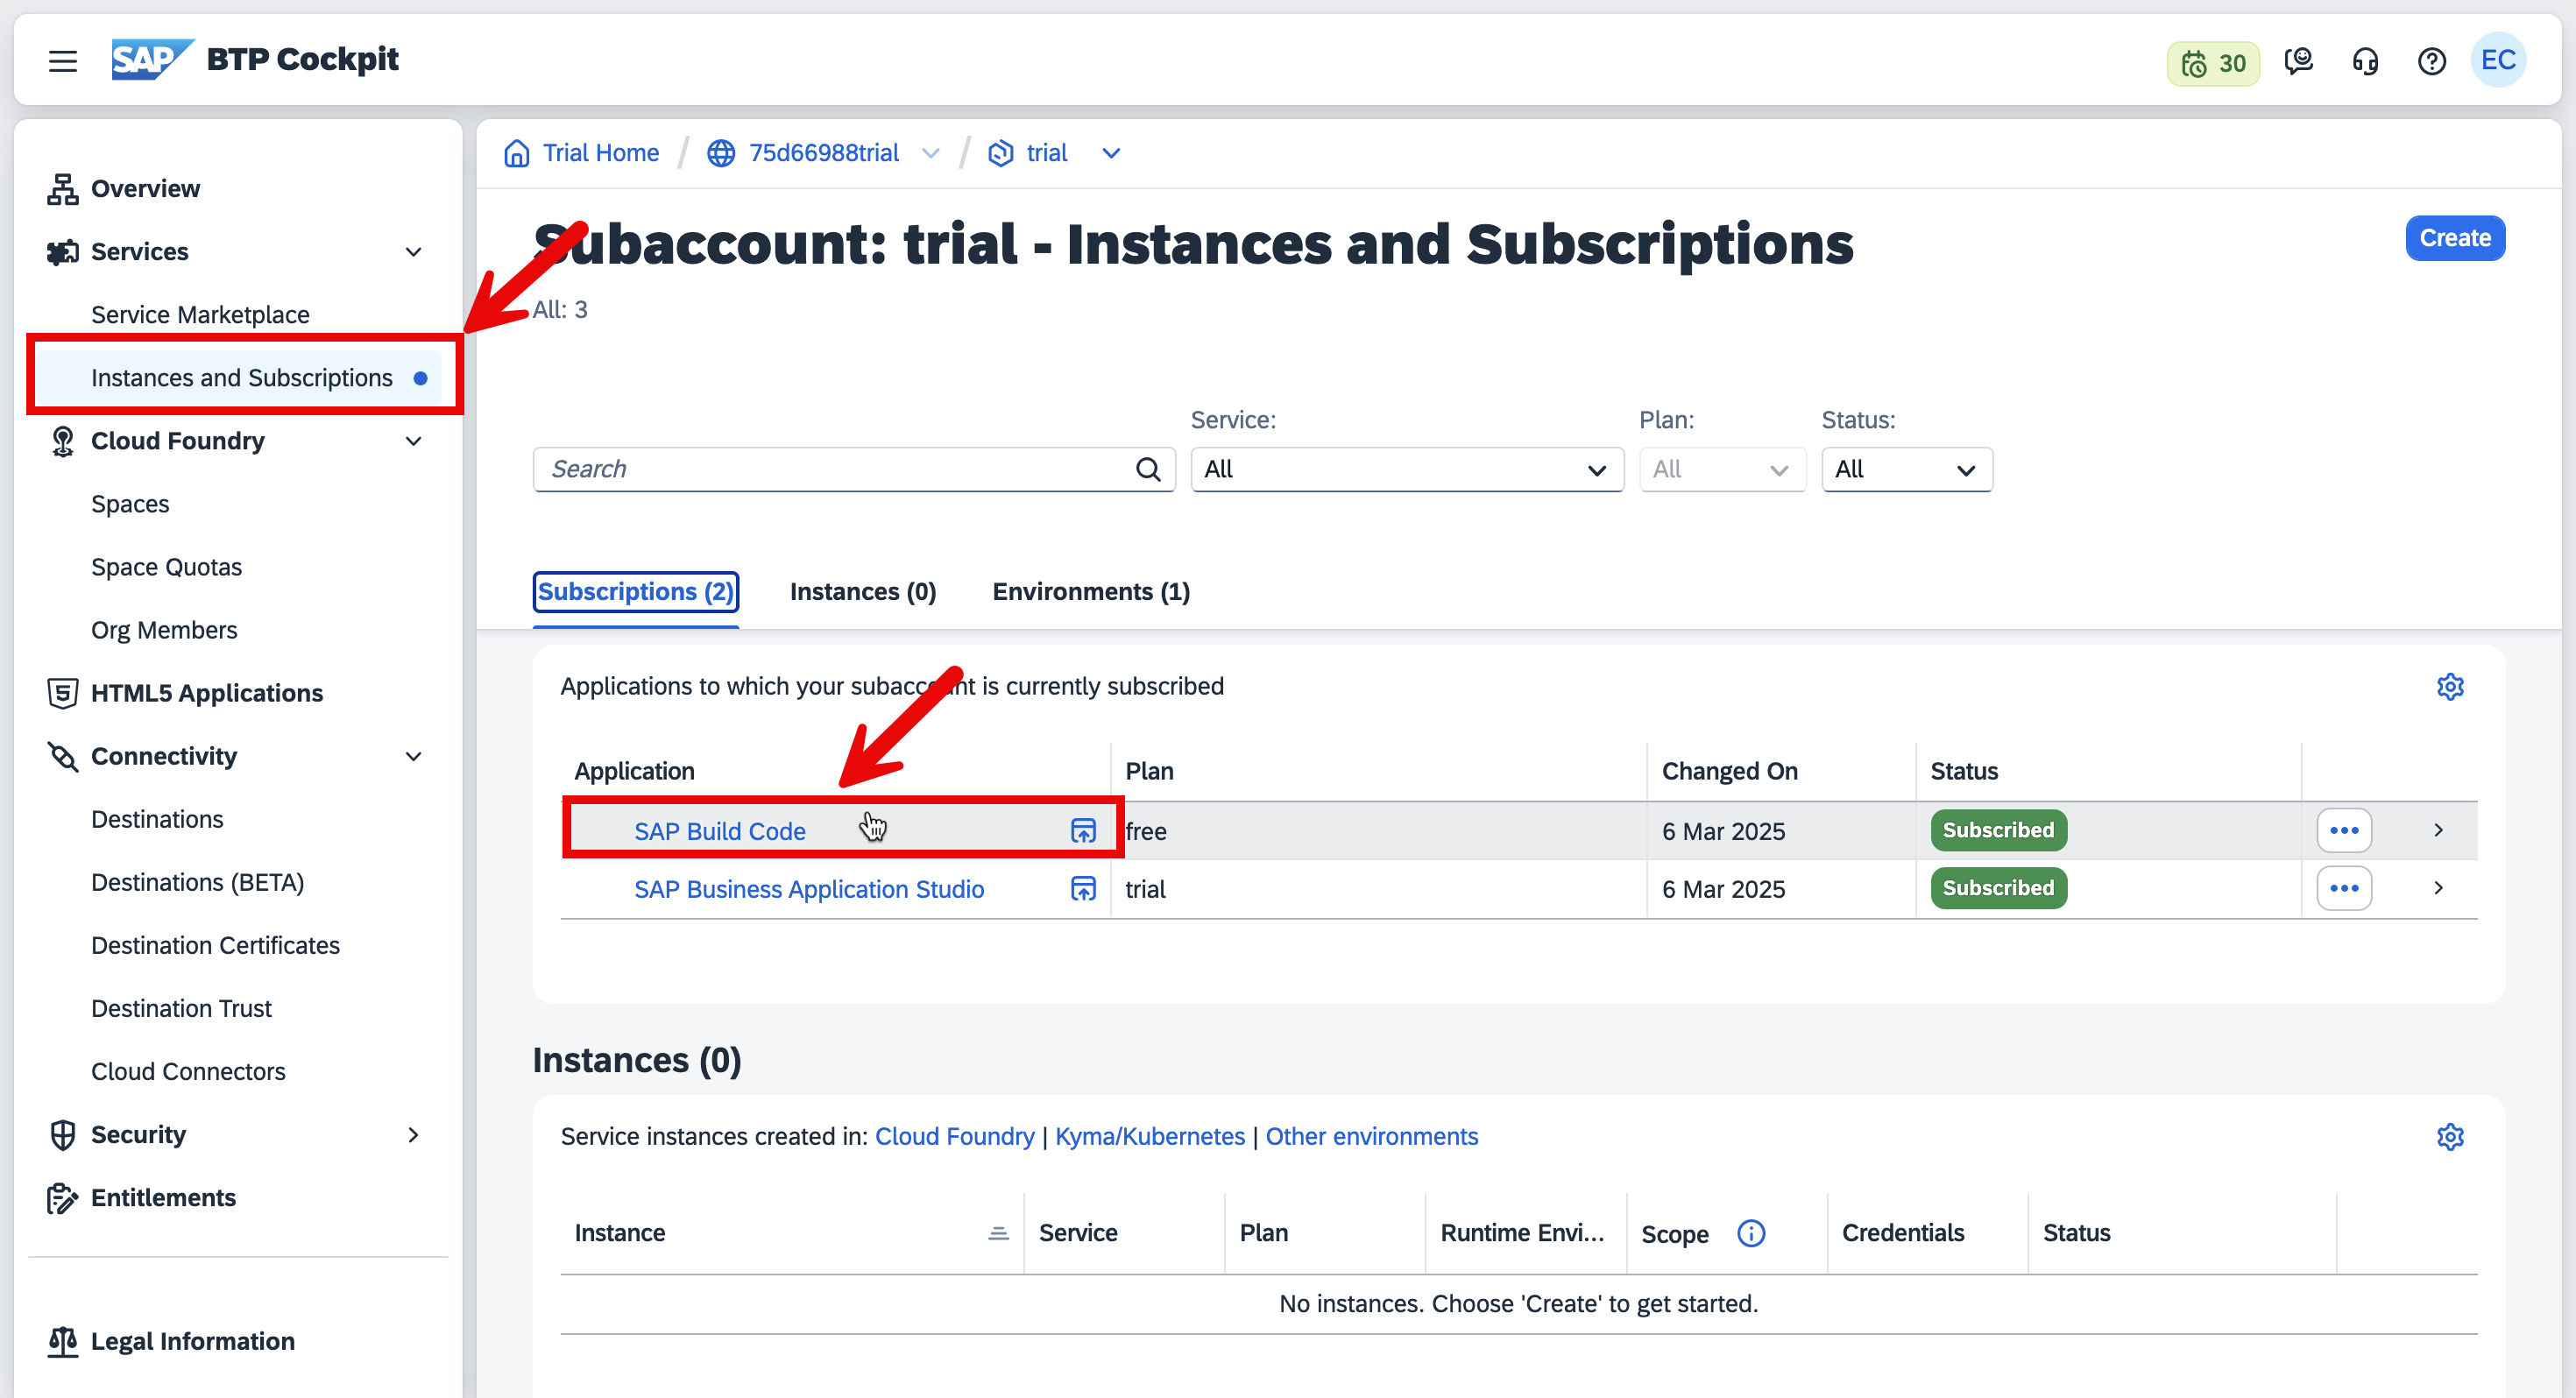 SAP BTP Cockpit
30
EC
Overview
Services
Service Marketplace
Instances and Subscriptions
Cloud Foundry
Spaces
Space Quotas
Org Members
HTML5 Applications
Connectivity
Destinations
Destinations (BETA)
Destination Certificates
Destination Trust
Cloud Connectors
Security
Entitlements
Legal Information
Trial Home / 75d66988trial / trial
Subaccount: trial - Instances and Subscriptions
Create
All: 3
Service: Plan: Status:
Search All All All
Subscriptions (2) Instances (0) Environments (1)
Applications to which your subaccount is currently subscribed
Application Plan Changed On Status
SAP Build Code free 6 Mar 2025 Subscribed
SAP Business Application Studio trial 6 Mar 2025 Subscribed
Instances (0)
Service instances created in: Cloud Foundry | Kyma/Kubernetes | Other environments
Instance Service Plan Runtime Envi... Scope Credentials Status
No instances. Choose 'Create' to get started.